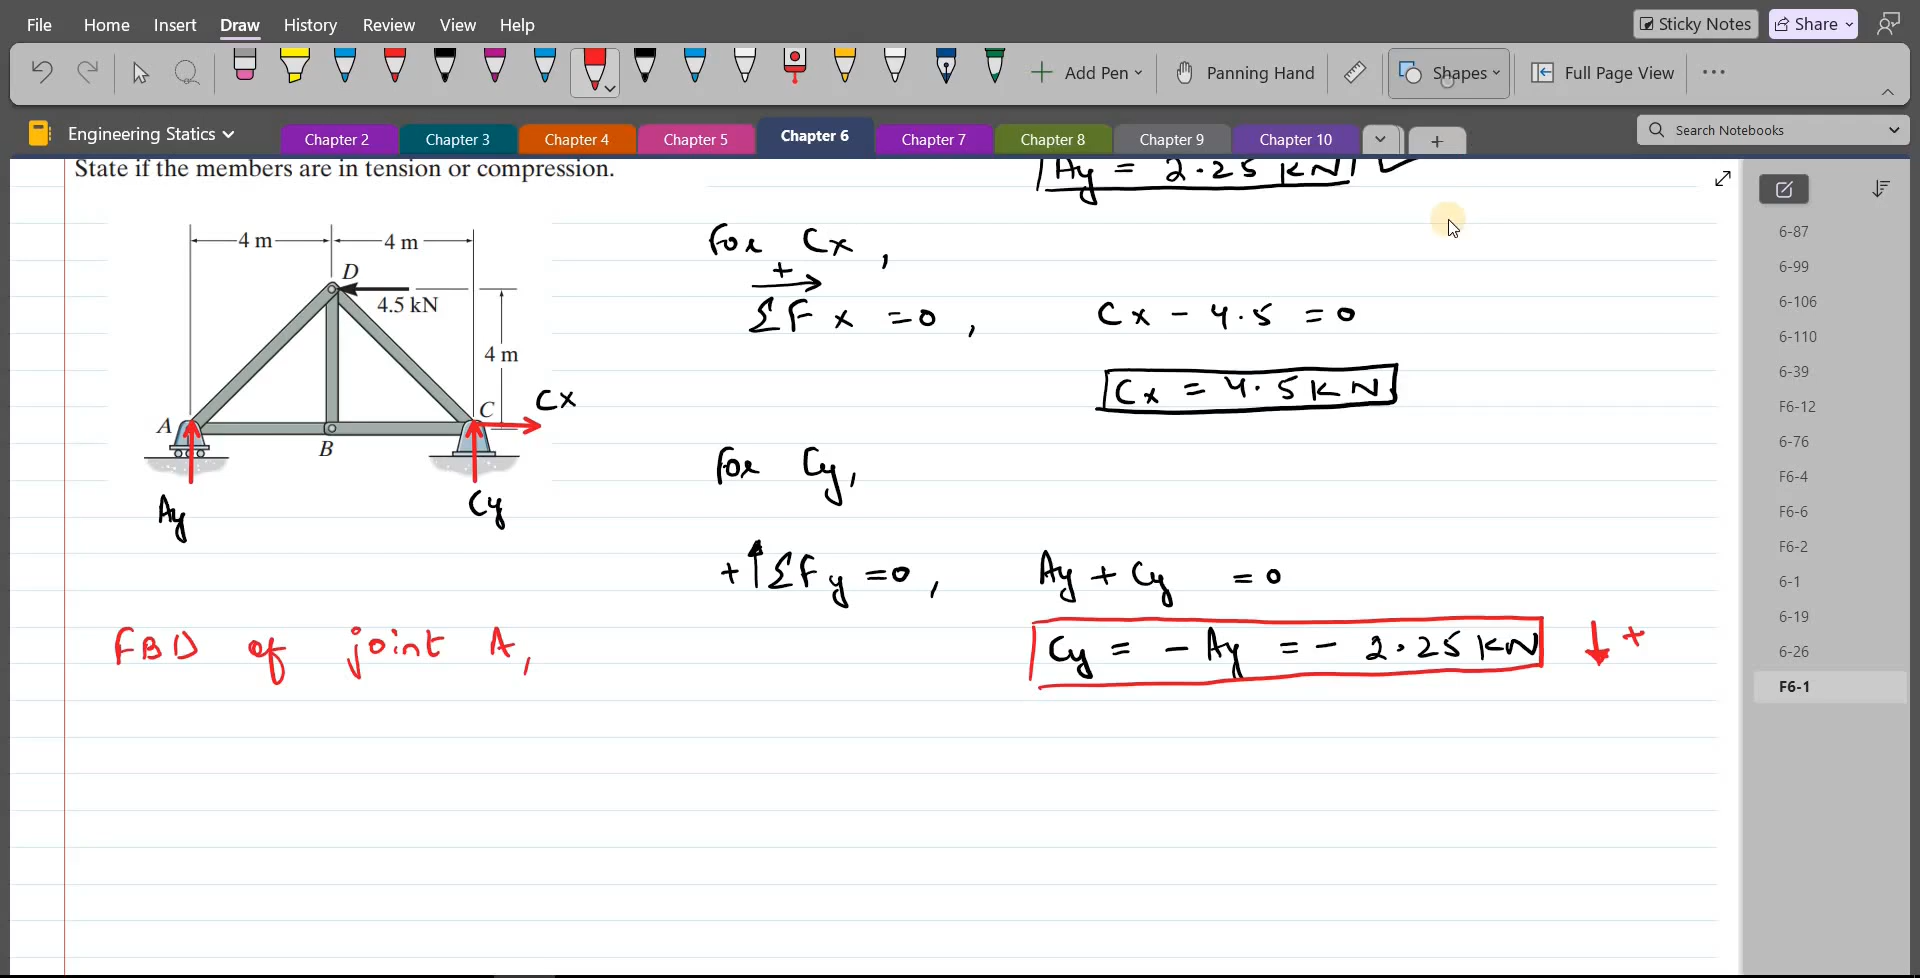 File Home Insert Draw History Review View Help
Sticky Notes Share
Add Pen Panning Hand Shapes Full Page View
Engineering Statics
Chapter 2 Chapter 3 Chapter 4 Chapter 5 Chapter 6 Chapter 7 Chapter 8 Chapter 9 Chapter 10
Search Notebooks
State if the members are in tension or compression.
Ay = 2.25 KN
4 m 4 m
D
4.5 kN
4 m
A
B
C
Cx
Ay
Cy
For Cx,
+
ΣFx =0, Cx - 4.5 =0
Cx = 4.5KN
For Cy,
+↑ΣFy =0, Ay + Cy =0
Cy = - Ay = - 2.25 KN ↓+
FBD of joint A,
6-87
6-99
6-106
6-110
6-39
F6-12
6-76
F6-4
F6-6
F6-2
6-1
6-19
6-26
F6-1